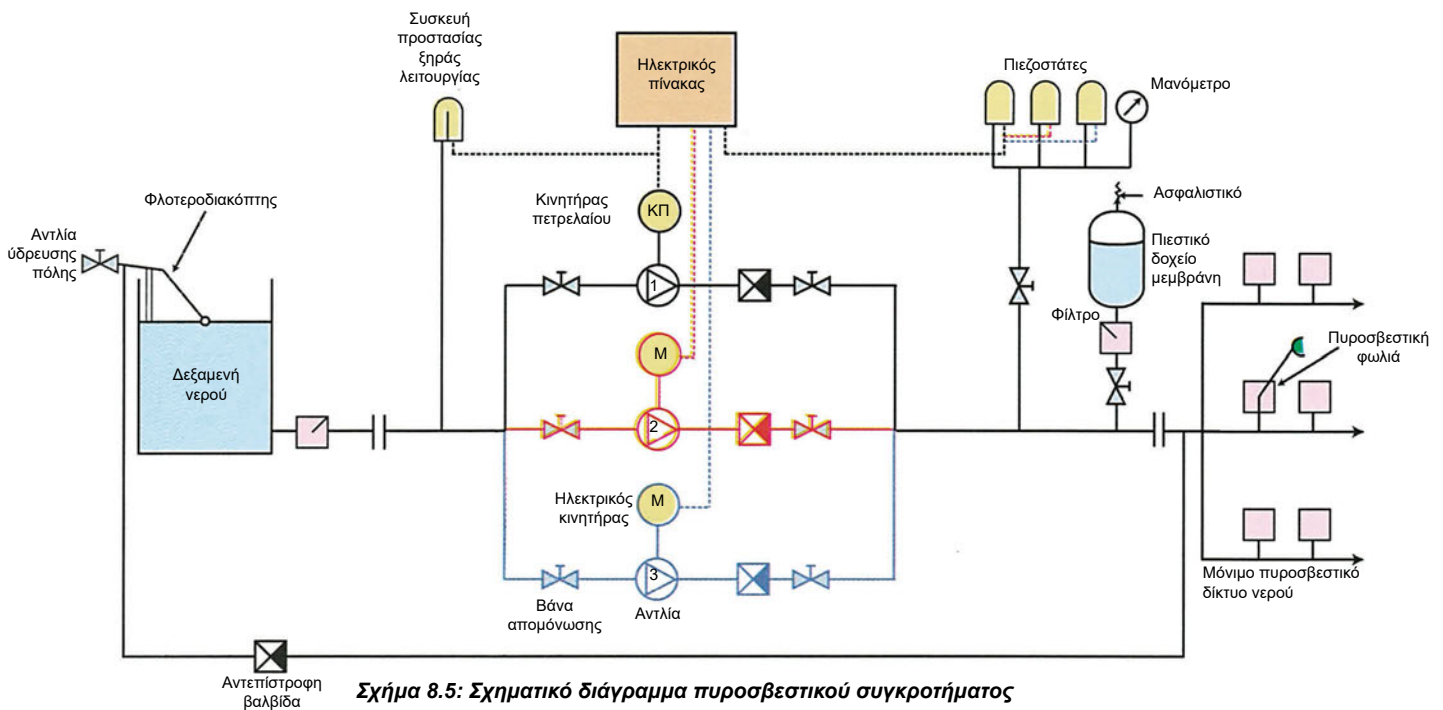 Συσκευή
προστασίας
ξηράς
λειτουργίας
Ηλεκτρικός
πίνακας
Πιεζοστάτες
Μανόμετρο
Φλοτεροδιακόπτης
Κινητήρας
πετρελαίου
ΚΠ
Ασφαλιστικό
Αντλία
ύδρευσης
πόλης
Πιεστικό
δοχείο
μεμβράνη
1
Φίλτρο
Πυροσβεστική
φωλιά
Μ
Δεξαμενή
νερού
2
Ηλεκτρικός
κινητήρας
Μ
3
Βάνα
απομόνωσης
Αντλία
Μόνιμο πυροσβεστικό
δίκτυο νερού
Αντεπίστροφη
βαλβίδα
Σχήμα 8.5: Σχηματικό διάγραμμα πυροσβεστικού συγκροτήματος